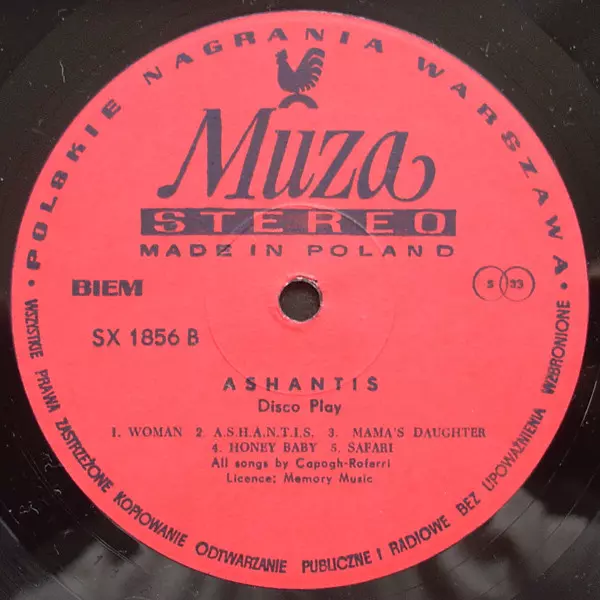 • POLSKIE NAGRANIA WARSZAWA •
Muza
STEREO
MADE IN POLAND
BIEM
S 33
SX 1856 B
ASHANTIS
Disco Play
1. WOMAN 2. A.S.H.A.N.T.I.S. 3. MAMA'S DAUGHTER
4. HONEY BABY 5. SAFARI
All songs by Capogh-Roferri
Licence: Memory Music
WSZYSTKIE PRAWA ZASTRZEŻONE KOPIOWANIE ODTWARZANIE PUBLICZNE I RADIOWE BEZ UPOWAŻNIENIA WZBRONIONE